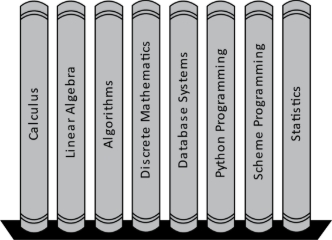 Calculus
Linear Algebra
Algorithms
Discrete Mathematics
Database Systems
Python Programming
Scheme Programming
Statistics